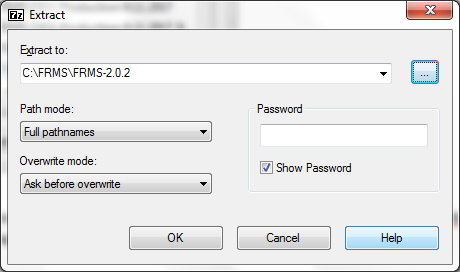 7z Extract
Extract to:
C:\FRMS\FRMS-2.0.2
...
Path mode:
Full pathnames
Password
Overwrite mode:
Show Password
Ask before overwrite
OK
Cancel
Help